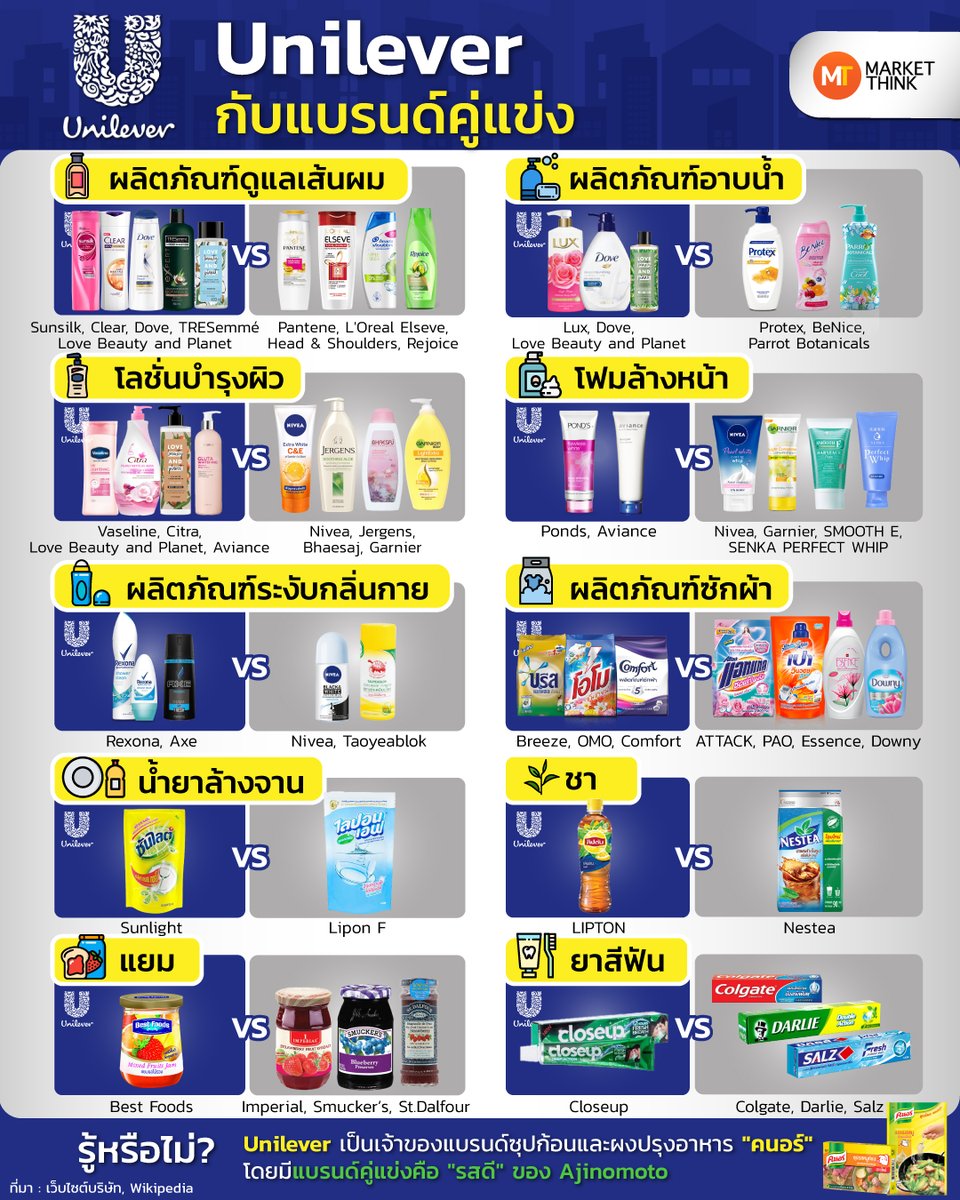 Unilever
Unilever
กับแบรนด์คู่แข่ง
MT MARKET THINK
ผลิตภัณฑ์ดูแลเส้นผม
VS
Sunsilk, Clear, Dove, TRESemmé
Love Beauty and Planet
Pantene, L'Oreal Elseve,
Head & Shoulders, Rejoice
ผลิตภัณฑ์อาบน้ำ
VS
Lux, Dove,
Love Beauty and Planet
Protex, BeNice,
Parrot Botanicals
โลชั่นบำรุงผิว
VS
Vaseline, Citra,
Love Beauty and Planet, Aviance
Nivea, Jergens,
Bhaesaj, Garnier
โฟมล้างหน้า
VS
Ponds, Aviance
Nivea, Garnier, SMOOTH E,
SENKA PERFECT WHIP
ผลิตภัณฑ์ระงับกลิ่นกาย
VS
Rexona, Axe
Nivea, Taoyeablok
ผลิตภัณฑ์ซักผ้า
VS
Breeze, OMO, Comfort
ATTACK, PAO, Essence, Downy
น้ำยาล้างจาน
VS
Sunlight
Lipon F
ชา
VS
LIPTON
Nestea
แยม
VS
Best Foods
Imperial, Smucker's, St.Dalfour
ยาสีฟัน
VS
Closeup
Colgate, Darlie, Salz
รู้หรือไม่?
Unilever เป็นเจ้าของแบรนด์ซุปก้อนและผงปรุงอาหาร "คนอร์"
โดยมีแบรนด์คู่แข่งคือ "รสดี" ของ Ajinomoto
ที่มา : เว็บไซต์บริษัท, Wikipedia